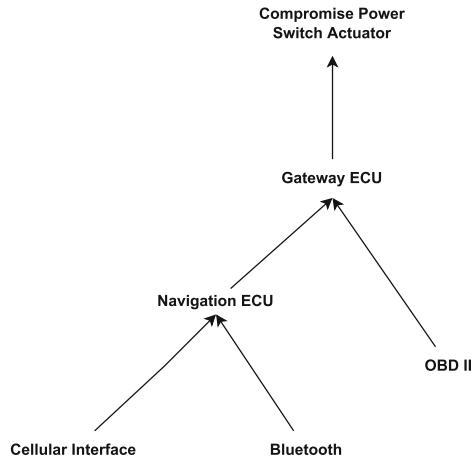 Compromise Power
Switch Actuator
Gateway ECU
Navigation ECU
OBD II
Cellular Interface
Bluetooth